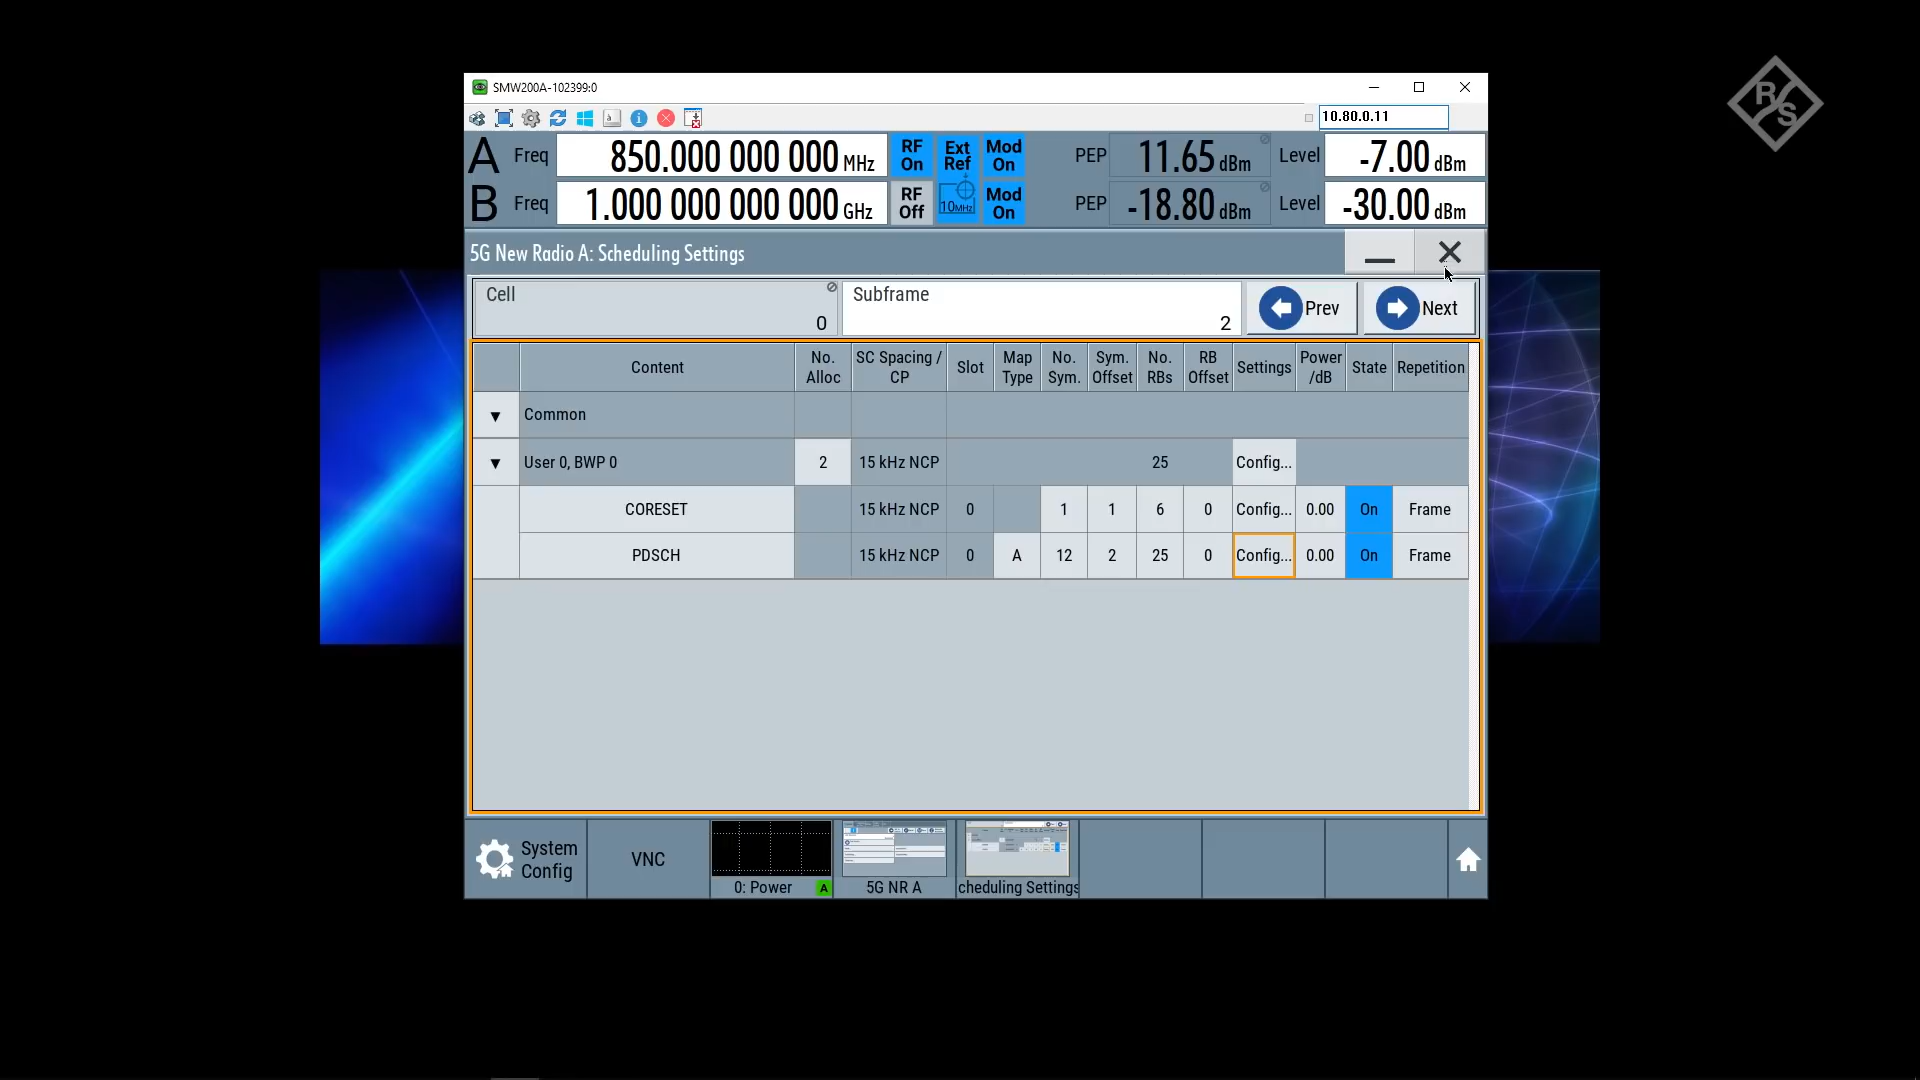 SMW200A-102399:0
10.80.0.11
A Freq 850.000 000 000 MHz RF On Ext Ref Mod On PEP 11.65 dBm Level -7.00 dBm
B Freq 1.000 000 000 000 GHz RF Off 10MHz Mod On PEP -18.80 dBm Level -30.00 dBm
5G New Radio A: Scheduling Settings
Cell 0 Subframe 2 Prev Next
Content No. Alloc SC Spacing / CP Slot Map Type No. Sym. Sym. Offset No. RBs RB Offset Settings Power /dB State Repetition
Common
User 0, BWP 0 2 15 kHz NCP 25 Config...
CORESET 15 kHz NCP 0 1 1 6 0 Config... 0.00 On Frame
PDSCH 15 kHz NCP 0 A 12 2 25 0 Config... 0.00 On Frame
System Config VNC 0: Power A 5G NR A cheduling Settings
R S